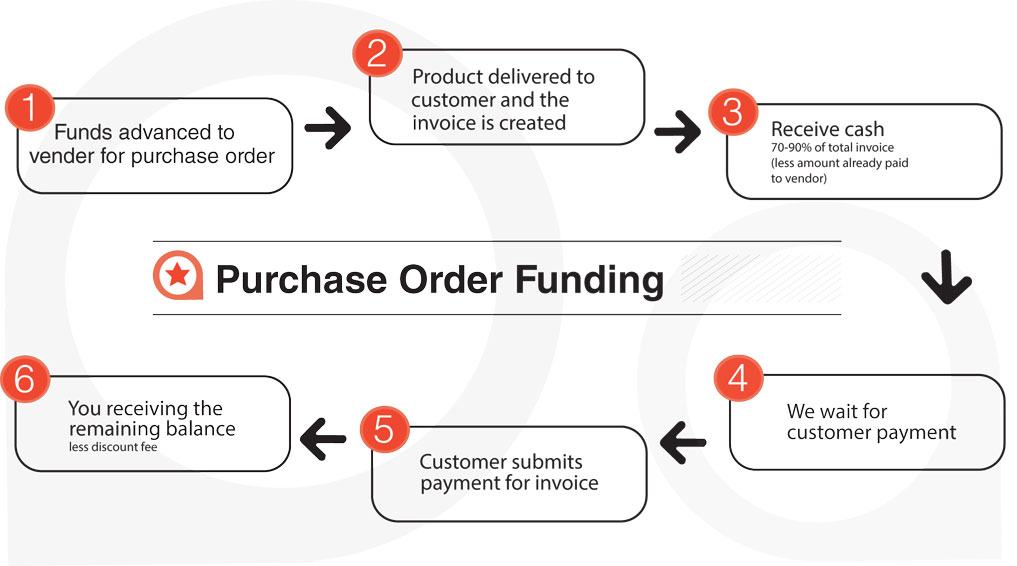 1
Funds advanced to
vender for purchase order
2
Product delivered to
customer and the
invoice is created
3
Receive cash
70-90% of total invoice
(less amount already paid
to vendor)
Purchase Order Funding
4
We wait for
customer payment
5
Customer submits
payment for invoice
6
You receiving the
remaining balance
less discount fee